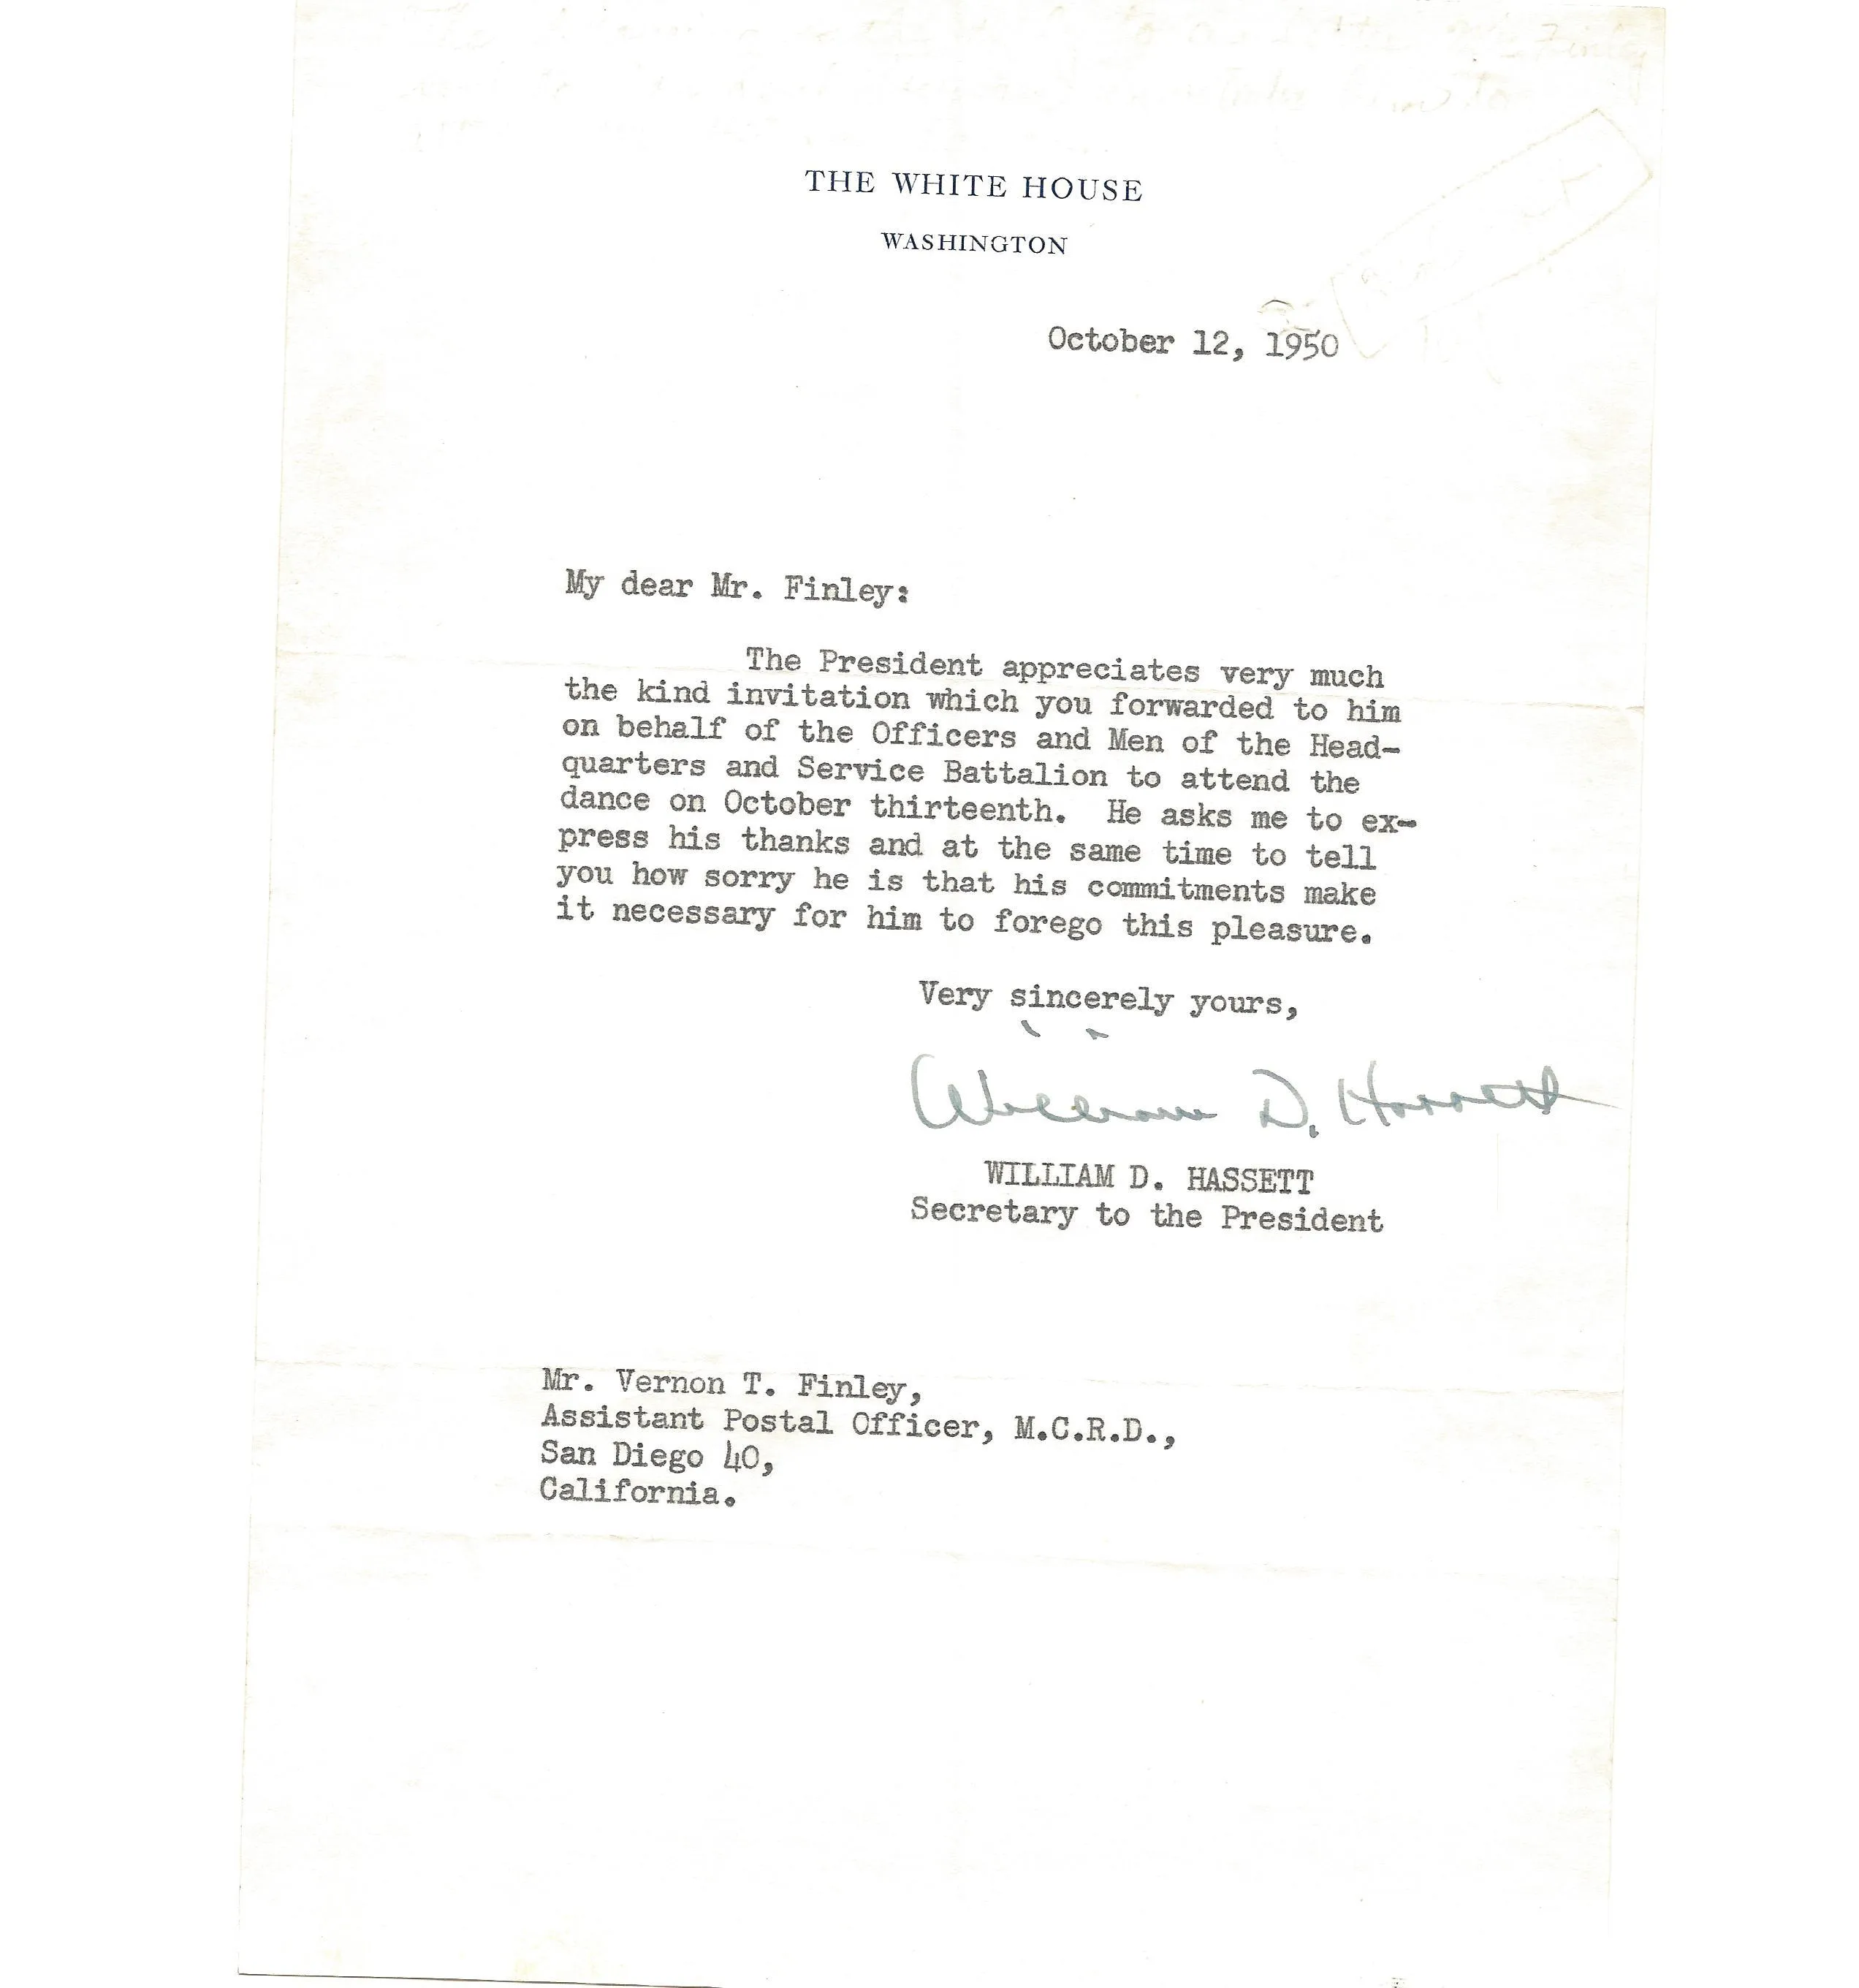 THE WHITE HOUSE
WASHINGTON
October 12, 1950
My dear Mr. Finley:
The President appreciates very much
the kind invitation which you forwarded to him
on behalf of the Officers and Men of the Head-
quarters and Service Battalion to attend the
dance on October thirteenth. He asks me to ex-
press his thanks and at the same time to tell
you how sorry he is that his commitments make
it necessary for him to forego this pleasure.
Very sincerely yours,
William D. Hassett
WILLIAM D. HASSETT
Secretary to the President
Mr. Vernon T. Finley,
Assistant Postal Officer, M.C.R.D.,
San Diego 40,
California.